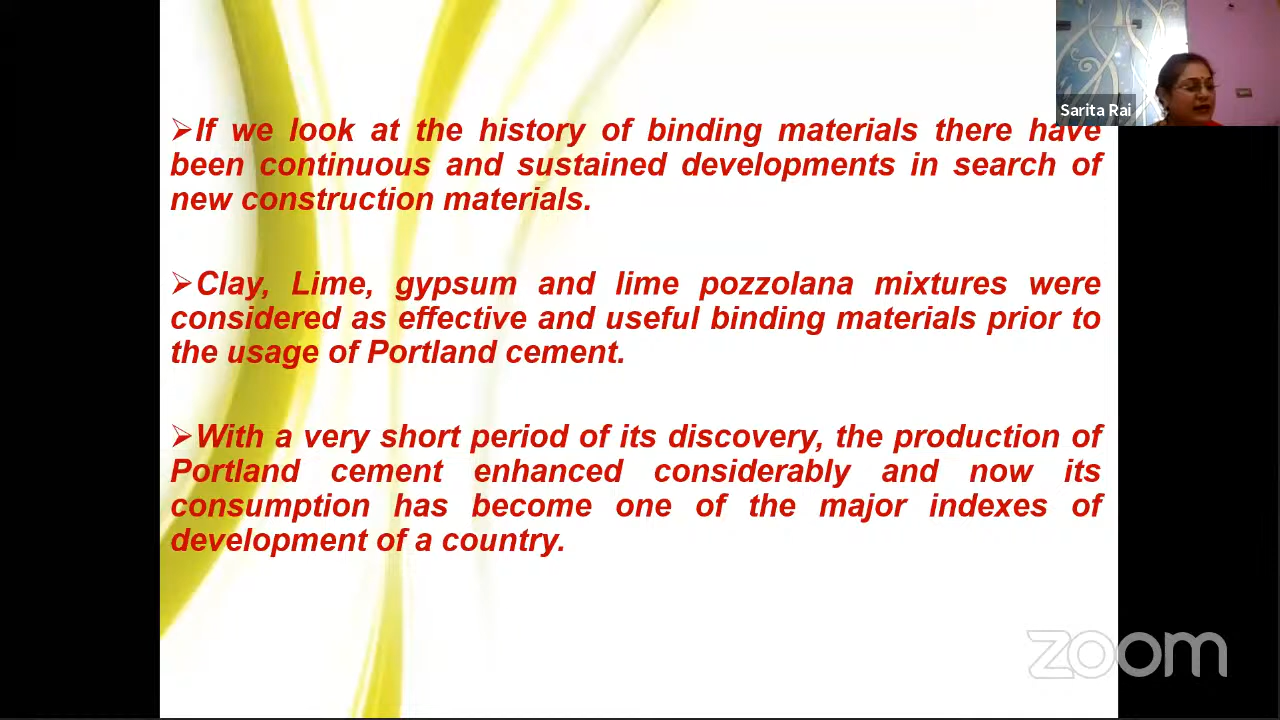 Sarita Rai
➢If we look at the history of binding materials there have
been continuous and sustained developments in search of
new construction materials.
➢Clay, Lime, gypsum and lime pozzolana mixtures were
considered as effective and useful binding materials prior to
the usage of Portland cement.
➢With a very short period of its discovery, the production of
Portland cement enhanced considerably and now its
consumption has become one of the major indexes of
development of a country.
zoom